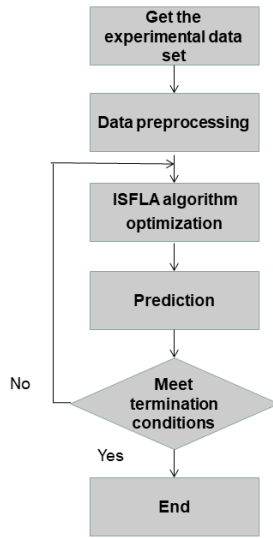 Get the
experimental data
set
Data preprocessing
ISFLA algorithm
optimization
Prediction
Meet
termination
conditions
No
Yes
End